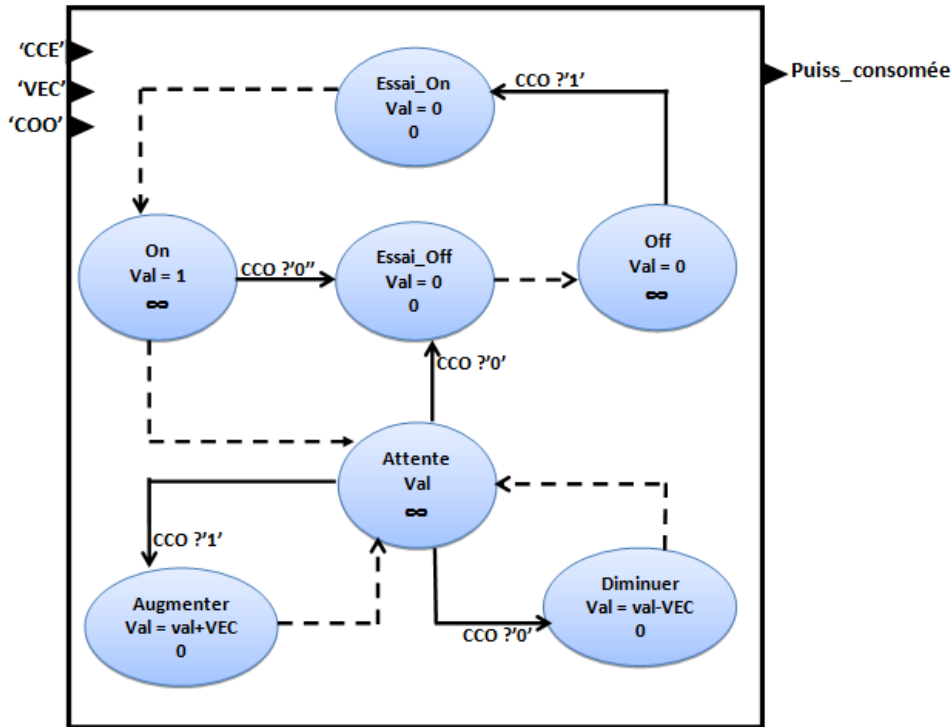 ‘CCE’
‘VEC’
‘COO’
Puiss_consomée
Essai_On
Val = 0
0
CCO ?’1’
On
Val = 1
∞
CCO ?’0’’
Essai_Off
Val = 0
0
Off
Val = 0
∞
CCO ?’0’
Attente
Val
∞
CCO ?’1’
Augmenter
Val = val+VEC
0
CCO ?’0’
Diminuer
Val = val-VEC
0